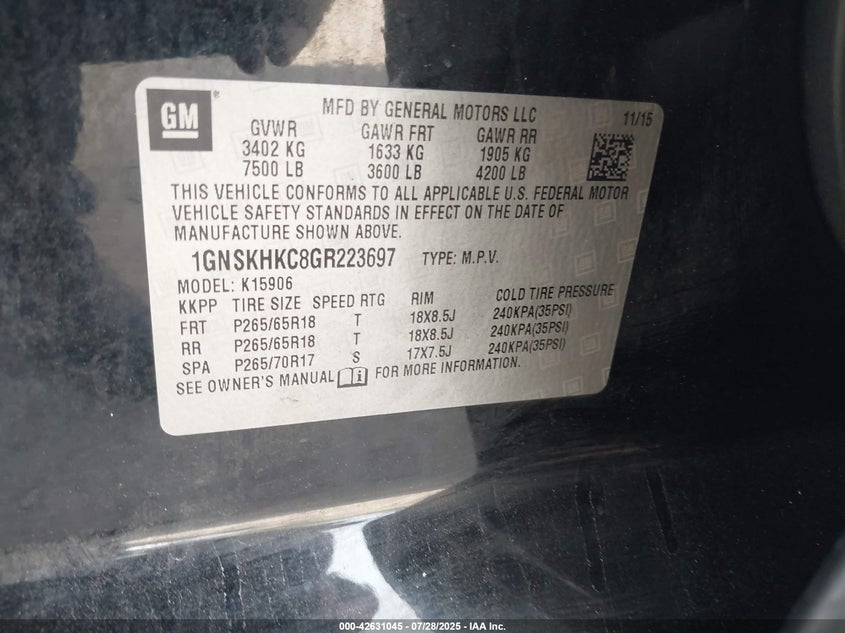 GM
®
MFD BY GENERAL MOTORS LLC
11/15
GVWR GAWR FRT GAWR RR
3402 KG 1633 KG 1905 KG
7500 LB 3600 LB 4200 LB
THIS VEHICLE CONFORMS TO ALL APPLICABLE U.S. FEDERAL MOTOR
VEHICLE SAFETY STANDARDS IN EFFECT ON THE DATE OF
MANUFACTURE SHOWN ABOVE.
1GNSKHKC8GR223697 TYPE: M.P.V.
MODEL: K15906
KKPP TIRE SIZE SPEED RTG RIM COLD TIRE PRESSURE
FRT P265/65R18 T 18X8.5J 240KPA(35PSI)
RR P265/65R18 T 18X8.5J 240KPA(35PSI)
SPA P265/70R17 S 17X7.5J 240KPA(35PSI)
SEE OWNER'S MANUAL i FOR MORE INFORMATION.
000-42631045 - 07/28/2025 - IAA Inc.